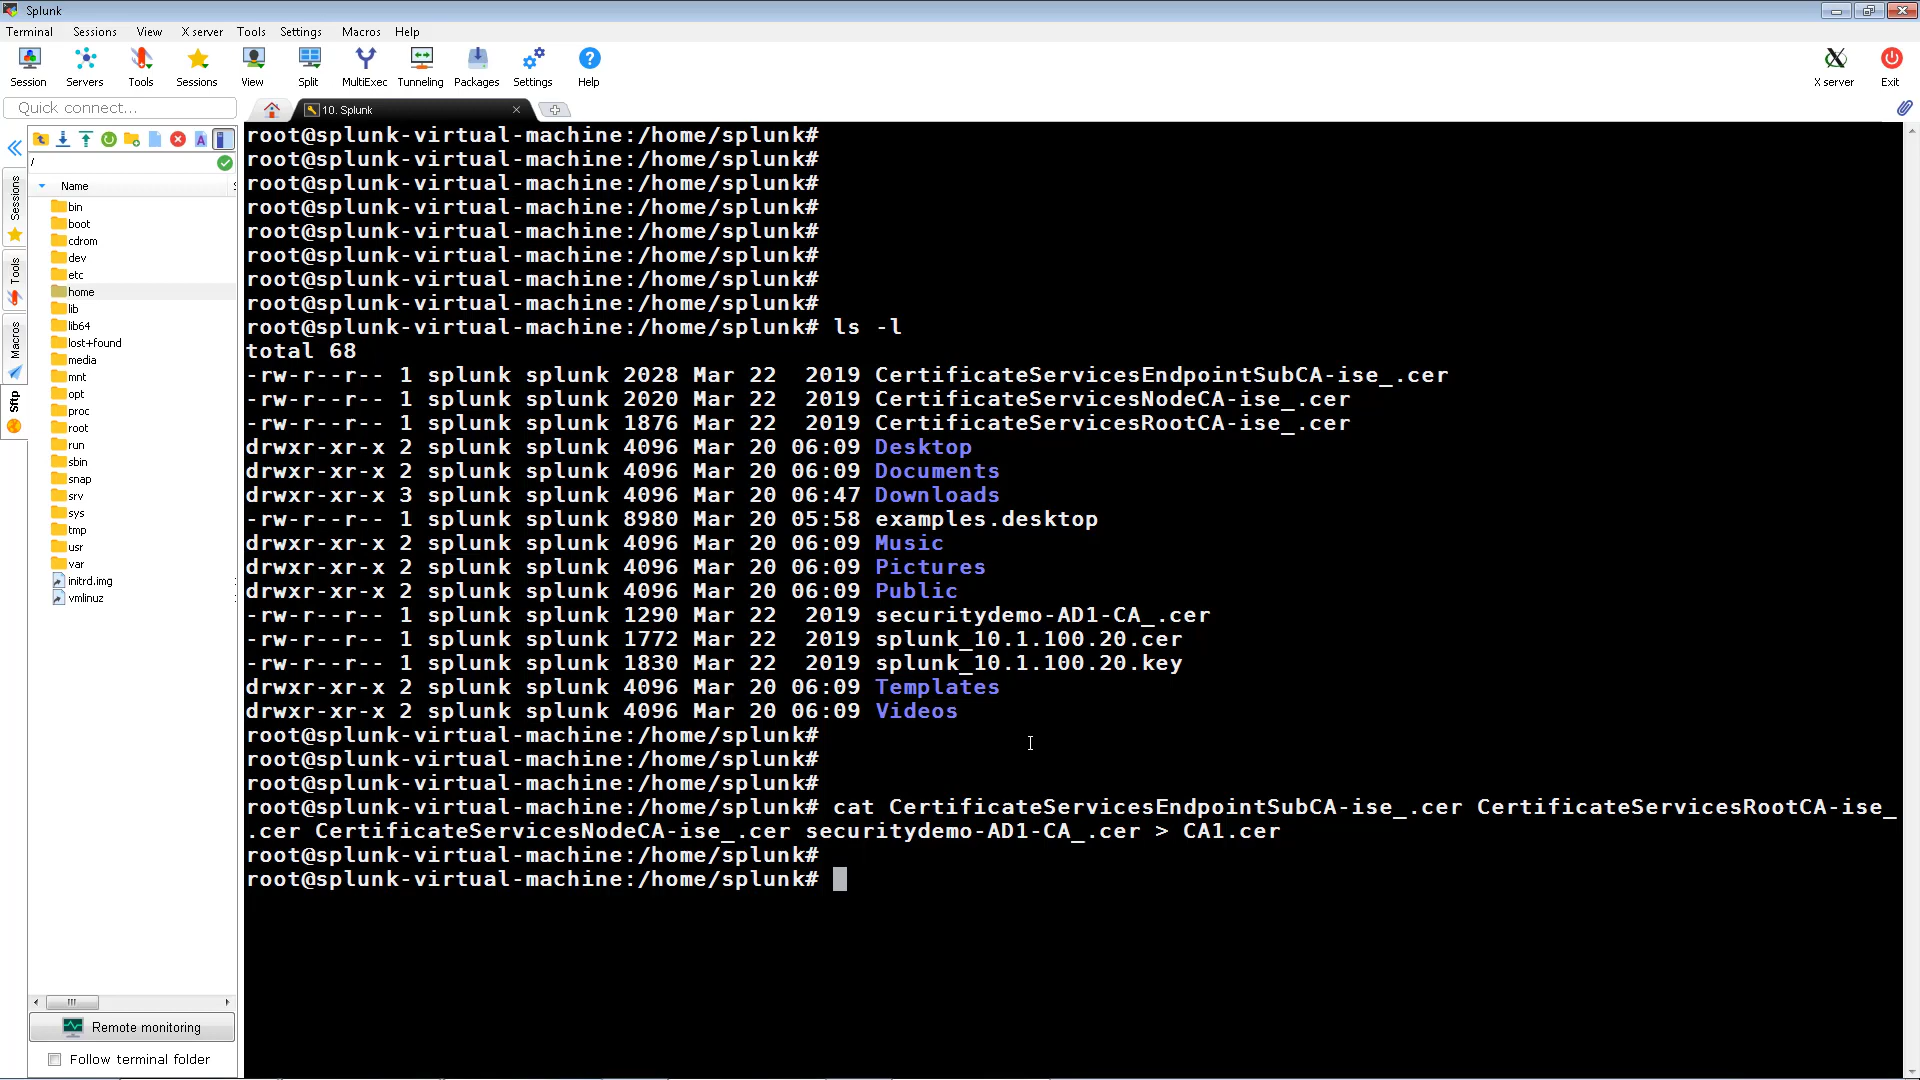 Splunk
Terminal Sessions View X server Tools Settings Macros Help
Session Servers Tools Sessions View Split MultiExec Tunneling Packages Settings Help X server Exit
Quick connect...
10. Splunk
/
Name
bin
boot
cdrom
dev
etc
home
lib
lib64
lost+found
media
mnt
opt
proc
root
run
sbin
snap
srv
sys
tmp
usr
var
initrd.img
vmlinuz
Sessions
Tools
Macros
Sftp
Remote monitoring
Follow terminal folder
root@splunk-virtual-machine:/home/splunk#
root@splunk-virtual-machine:/home/splunk#
root@splunk-virtual-machine:/home/splunk#
root@splunk-virtual-machine:/home/splunk#
root@splunk-virtual-machine:/home/splunk#
root@splunk-virtual-machine:/home/splunk#
root@splunk-virtual-machine:/home/splunk#
root@splunk-virtual-machine:/home/splunk#
root@splunk-virtual-machine:/home/splunk# ls -l
total 68
-rw-r--r-- 1 splunk splunk 2028 Mar 22  2019 CertificateServicesEndpointSubCA-ise_.cer
-rw-r--r-- 1 splunk splunk 2020 Mar 22  2019 CertificateServicesNodeCA-ise_.cer
-rw-r--r-- 1 splunk splunk 1876 Mar 22  2019 CertificateServicesRootCA-ise_.cer
drwxr-xr-x 2 splunk splunk 4096 Mar 20 06:09 Desktop
drwxr-xr-x 2 splunk splunk 4096 Mar 20 06:09 Documents
drwxr-xr-x 3 splunk splunk 4096 Mar 20 06:47 Downloads
-rw-r--r-- 1 splunk splunk 8980 Mar 20 05:58 examples.desktop
drwxr-xr-x 2 splunk splunk 4096 Mar 20 06:09 Music
drwxr-xr-x 2 splunk splunk 4096 Mar 20 06:09 Pictures
drwxr-xr-x 2 splunk splunk 4096 Mar 20 06:09 Public
-rw-r--r-- 1 splunk splunk 1290 Mar 22  2019 securitydemo-AD1-CA_.cer
-rw-r--r-- 1 splunk splunk 1772 Mar 22  2019 splunk_10.1.100.20.cer
-rw-r--r-- 1 splunk splunk 1830 Mar 22  2019 splunk_10.1.100.20.key
drwxr-xr-x 2 splunk splunk 4096 Mar 20 06:09 Templates
drwxr-xr-x 2 splunk splunk 4096 Mar 20 06:09 Videos
root@splunk-virtual-machine:/home/splunk#
root@splunk-virtual-machine:/home/splunk#
root@splunk-virtual-machine:/home/splunk#
root@splunk-virtual-machine:/home/splunk# cat CertificateServicesEndpointSubCA-ise_.cer CertificateServicesRootCA-ise_
.cer CertificateServicesNodeCA-ise_.cer securitydemo-AD1-CA_.cer > CA1.cer
root@splunk-virtual-machine:/home/splunk#
root@splunk-virtual-machine:/home/splunk#